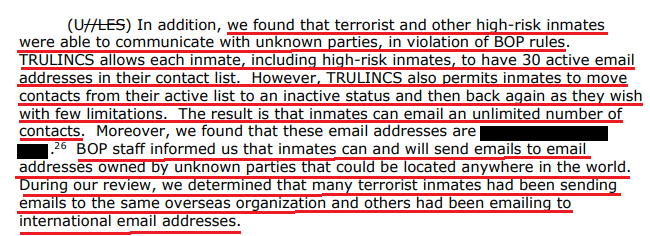 (U//LES) In addition, we found that terrorist and other high-risk inmates
were able to communicate with unknown parties, in violation of BOP rules.
TRULINCS allows each inmate, including high-risk inmates, to have 30 active email
addresses in their contact list.  However, TRULINCS also permits inmates to move
contacts from their active list to an inactive status and then back again as they wish
with few limitations.  The result is that inmates can email an unlimited number of
contacts.  Moreover, we found that these email addresses are
.26  BOP staff informed us that inmates can and will send emails to email
addresses owned by unknown parties that could be located anywhere in the world.
During our review, we determined that many terrorist inmates had been sending
emails to the same overseas organization and others had been emailing to
international email addresses.